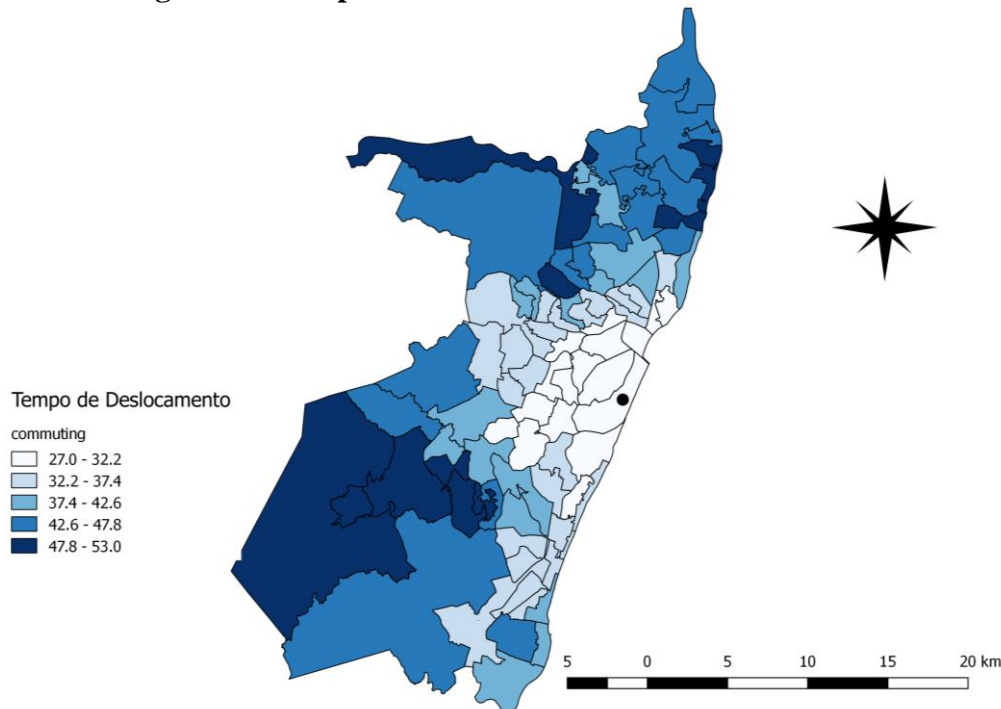 Tempo de Deslocamento
commuting
27.0 - 32.2
32.2 - 37.4
37.4 - 42.6
42.6 - 47.8
47.8 - 53.0
5 0 5 10 15 20 km